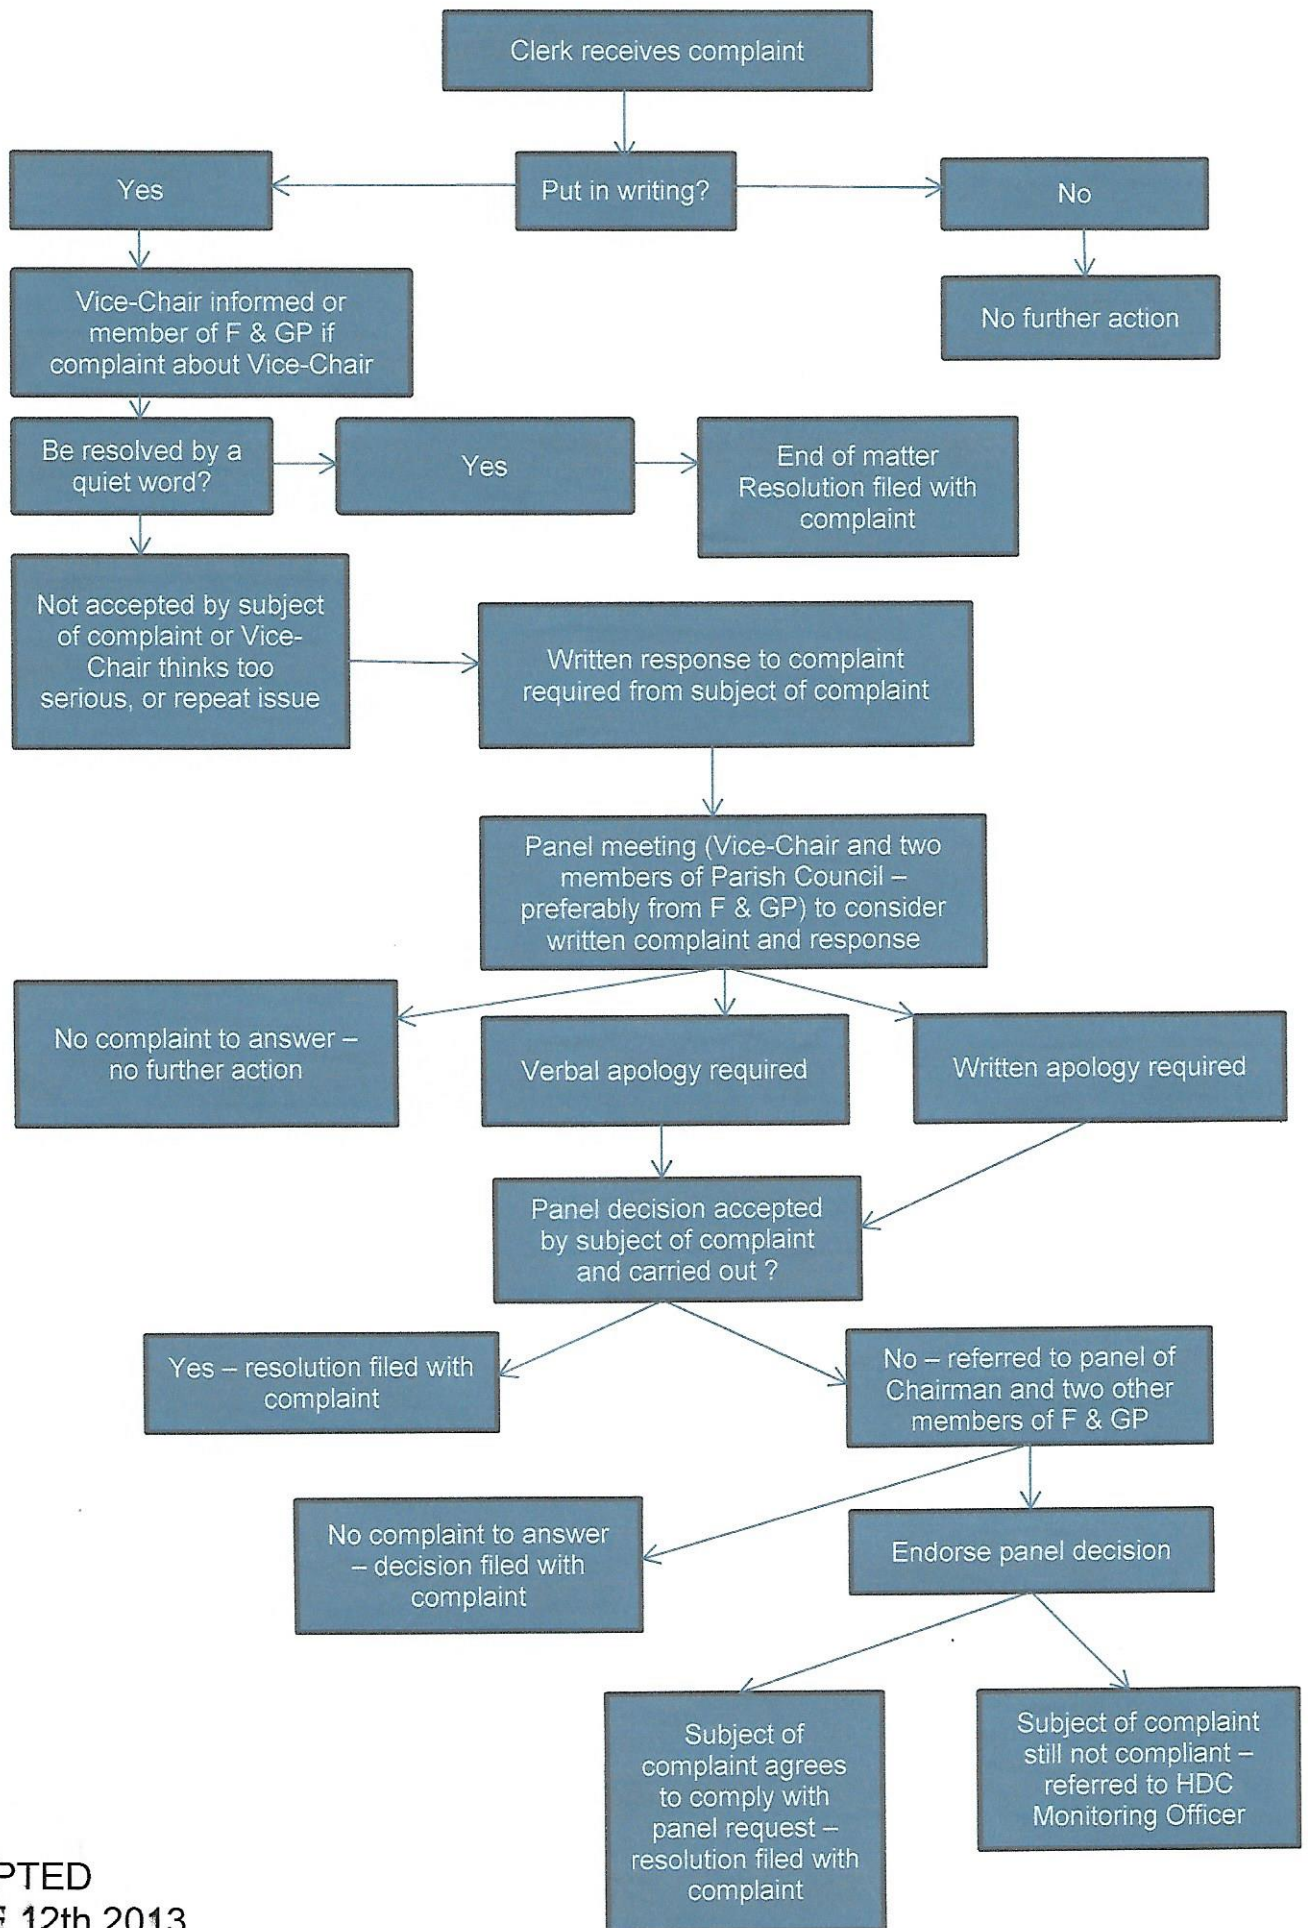 Clerk receives complaint
Yes
Put in writing?
No
Vice-Chair informed or
member of F & GP if
complaint about Vice-Chair
No further action
Be resolved by a
quiet word?
Yes
End of matter
Resolution filed with
complaint
Not accepted by subject
of complaint or Vice-
Chair thinks too
serious, or repeat issue
Written response to complaint
required from subject of complaint
Panel meeting (Vice-Chair and two
members of Parish Council –
preferably from F & GP) to consider
written complaint and response
No complaint to answer –
no further action
Verbal apology required
Written apology required
Panel decision accepted
by subject of complaint
and carried out ?
Yes – resolution filed with
complaint
No – referred to panel of
Chairman and two other
members of F & GP
No complaint to answer
– decision filed with
complaint
Endorse panel decision
Subject of
complaint agrees
to comply with
panel request –
resolution filed with
complaint
Subject of complaint
still not compliant –
referred to HDC
Monitoring Officer
PTED
12th 2013